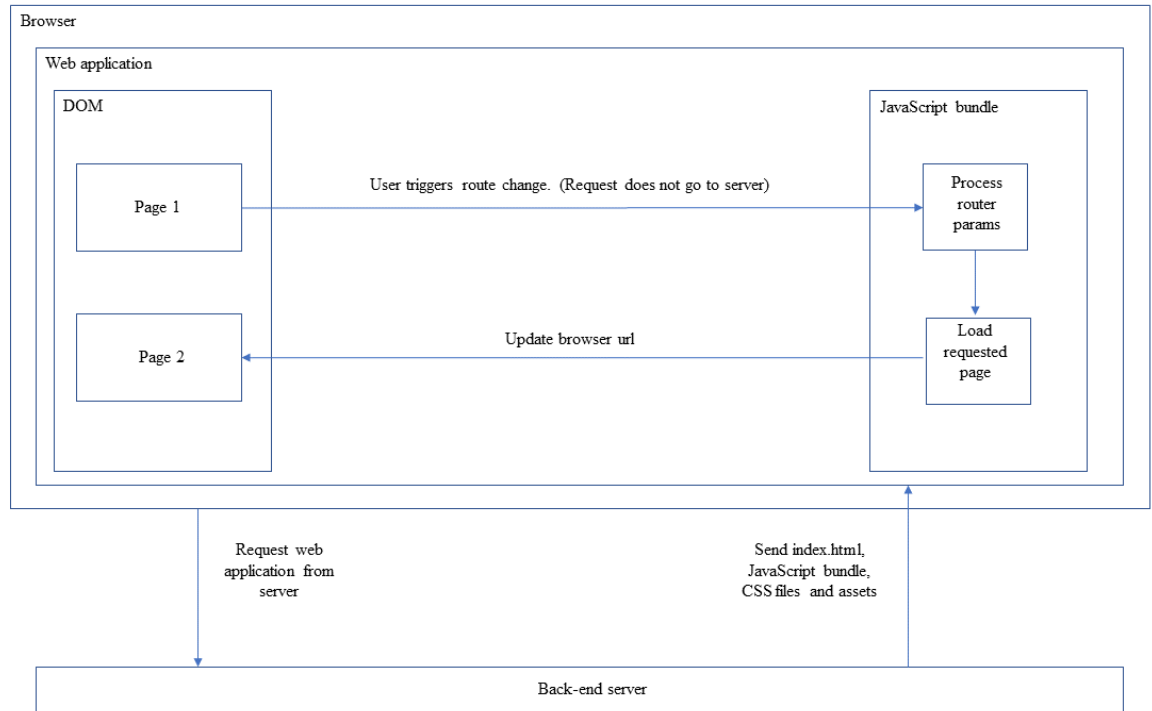 Browser
Web application
DOM
JavaScript bundle
Page 1
User triggers route change. (Request does not go to server)
Process
router
params
Page 2
Update browser url
Load
requested
page
Request web
application from
server
Send index.html,
JavaScript bundle,
CSS files and assets
Back-end server